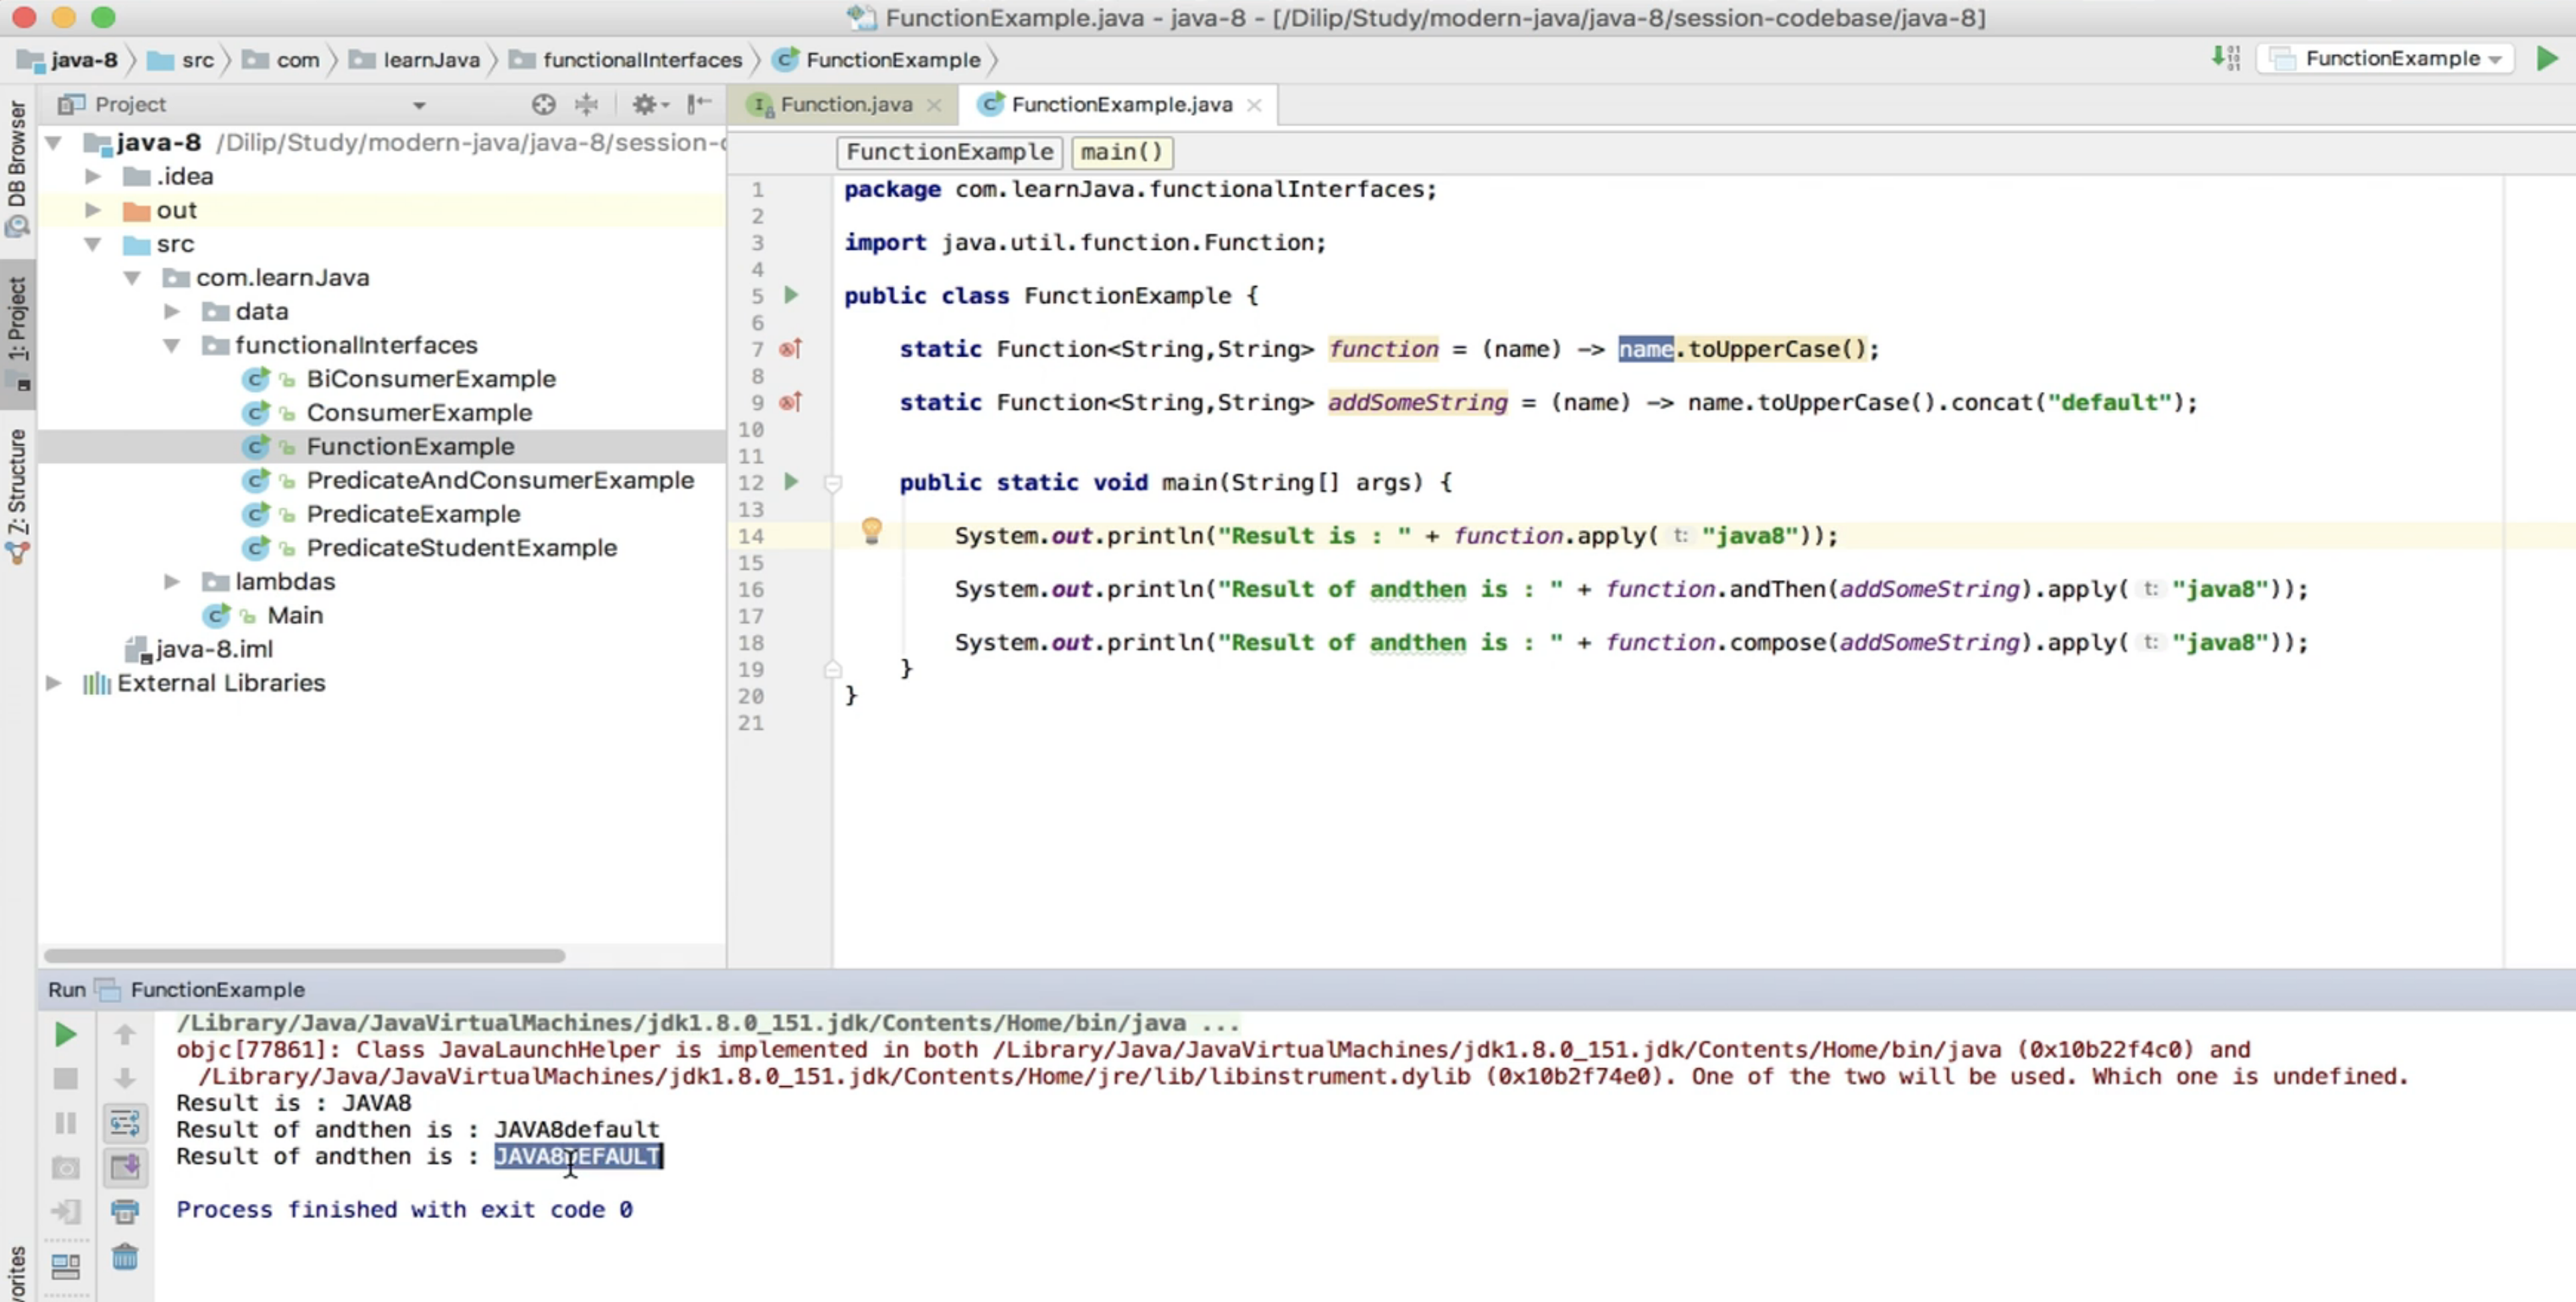 FunctionExample.java - java-8 - [/Dilip/Study/modern-java/java-8/session-codebase/java-8]
java-8 src com learnJava functionalInterfaces FunctionExample
FunctionExample
DB Browser
1: Project
Z: Structure
Project
java-8 /Dilip/Study/modern-java/java-8/session-
.idea
out
src
com.learnJava
data
functionalInterfaces
BiConsumerExample
ConsumerExample
FunctionExample
PredicateAndConsumerExample
PredicateExample
PredicateStudentExample
lambdas
Main
java-8.iml
External Libraries
Function.java FunctionExample.java
FunctionExample main()
1 package com.learnJava.functionalInterfaces;
2
3 import java.util.function.Function;
4
5 public class FunctionExample {
6
7 static Function<String,String> function = (name) -> name.toUpperCase();
8
9 static Function<String,String> addSomeString = (name) -> name.toUpperCase().concat("default");
10
11
12 public static void main(String[] args) {
13
14 System.out.println("Result is : " + function.apply( t: "java8"));
15
16 System.out.println("Result of andthen is : " + function.andThen(addSomeString).apply( t: "java8"));
17
18 System.out.println("Result of andthen is : " + function.compose(addSomeString).apply( t: "java8"));
19 }
20 }
21
Run FunctionExample
/Library/Java/JavaVirtualMachines/jdk1.8.0_151.jdk/Contents/Home/bin/java ...
objc[77861]: Class JavaLaunchHelper is implemented in both /Library/Java/JavaVirtualMachines/jdk1.8.0_151.jdk/Contents/Home/bin/java (0x10b22f4c0) and
/Library/Java/JavaVirtualMachines/jdk1.8.0_151.jdk/Contents/Home/jre/lib/libinstrument.dylib (0x10b2f74e0). One of the two will be used. Which one is undefined.
Result is : JAVA8
Result of andthen is : JAVA8default
Result of andthen is : JAVA8DEFAULT
Process finished with exit code 0